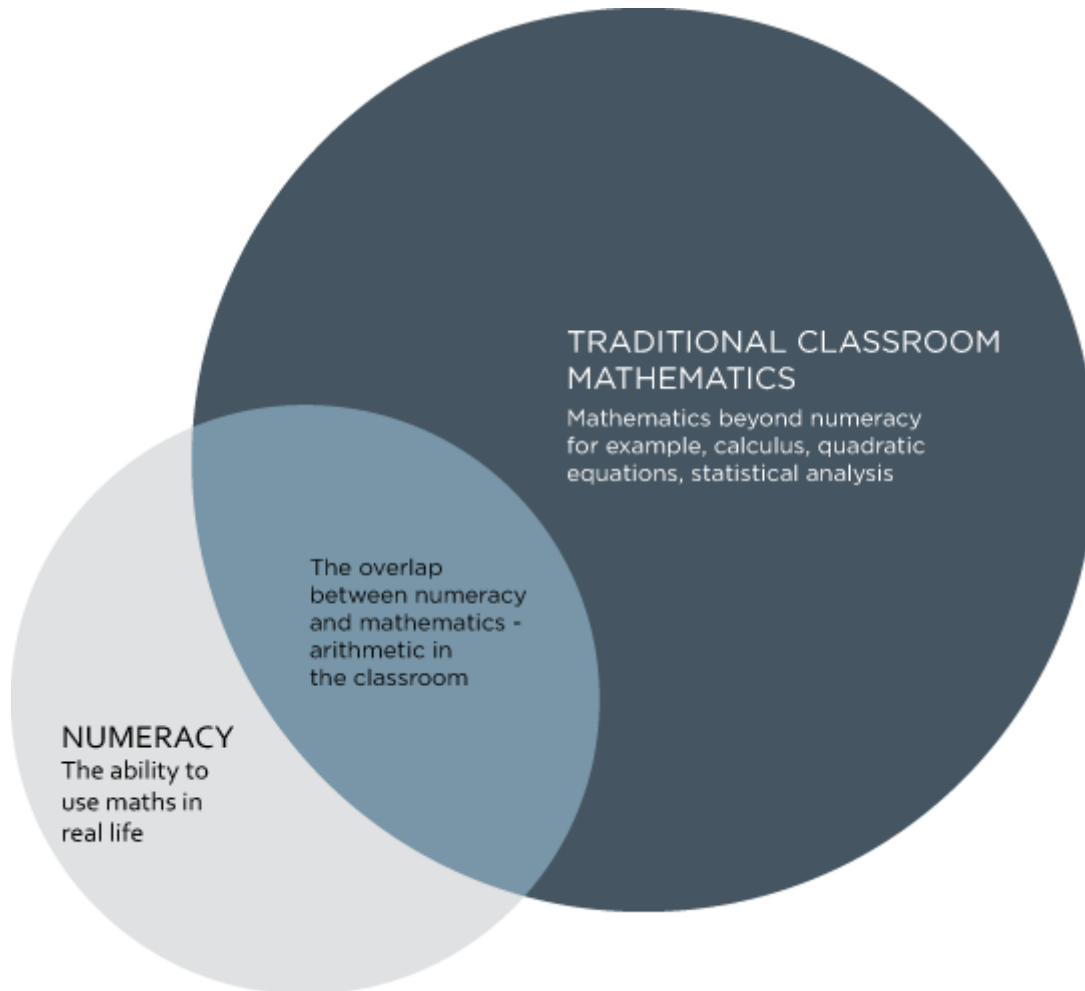 TRADITIONAL CLASSROOM
MATHEMATICS
Mathematics beyond numeracy
for example, calculus, quadratic
equations, statistical analysis
The overlap
between numeracy
and mathematics -
arithmetic in
the classroom
NUMERACY
The ability to
use maths in
real life